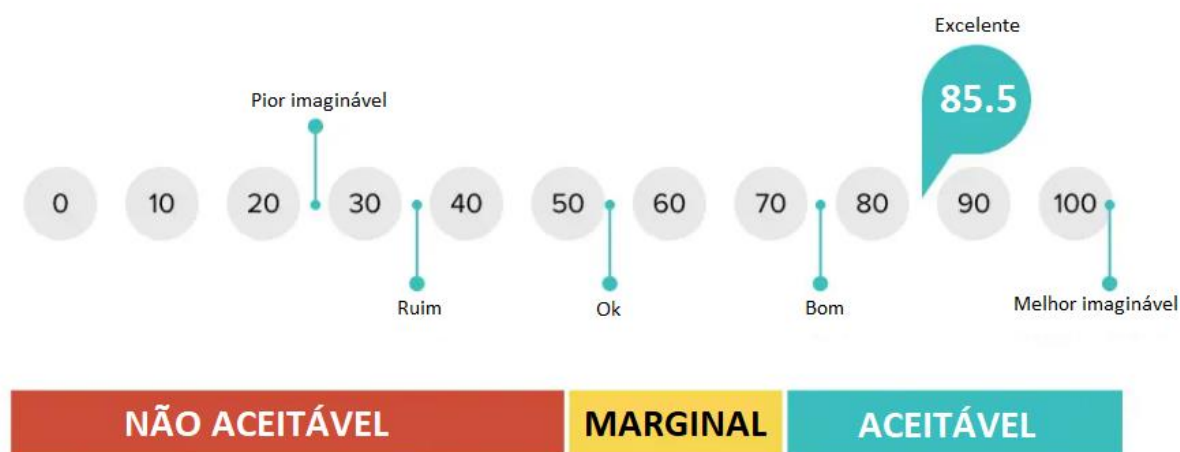 Excelente
85.5
Pior imaginável
0 10 20 30 40 50 60 70 80 90 100
Ruim Ok Bom Melhor imaginável
NÃO ACEITÁVEL MARGINAL ACEITÁVEL